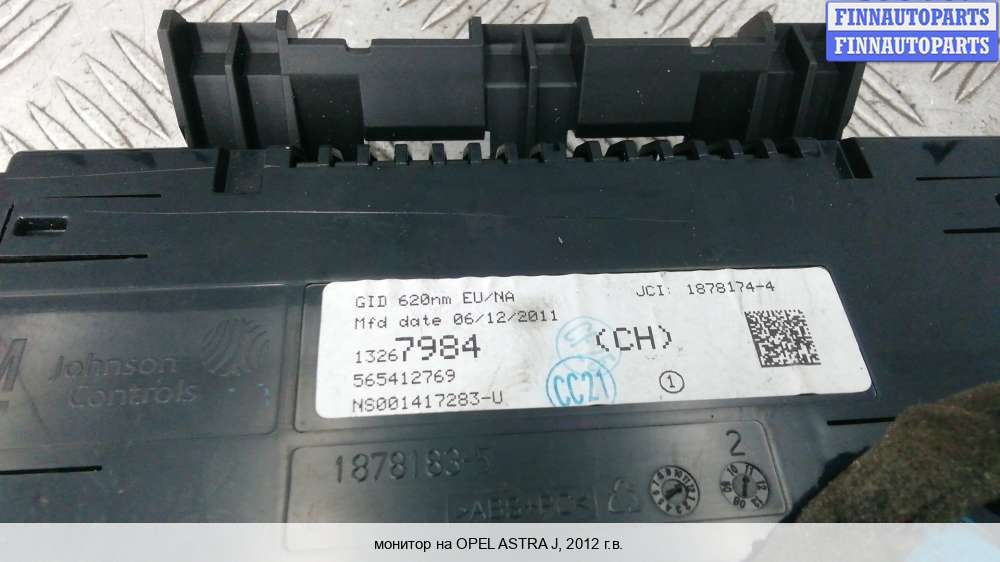 FINNAUTOPARTS
FINNAUTOPARTS
GID 620nm EU/NA
JCI: 1878174-4
Mfd date 06/12/2011
13267984
(CH)
565412769
CC21
1
NS001417283-U
Johnson
Controls
1878183-5
2
>ABS+PC<
монитор на OPEL ASTRA J, 2012 г.в.